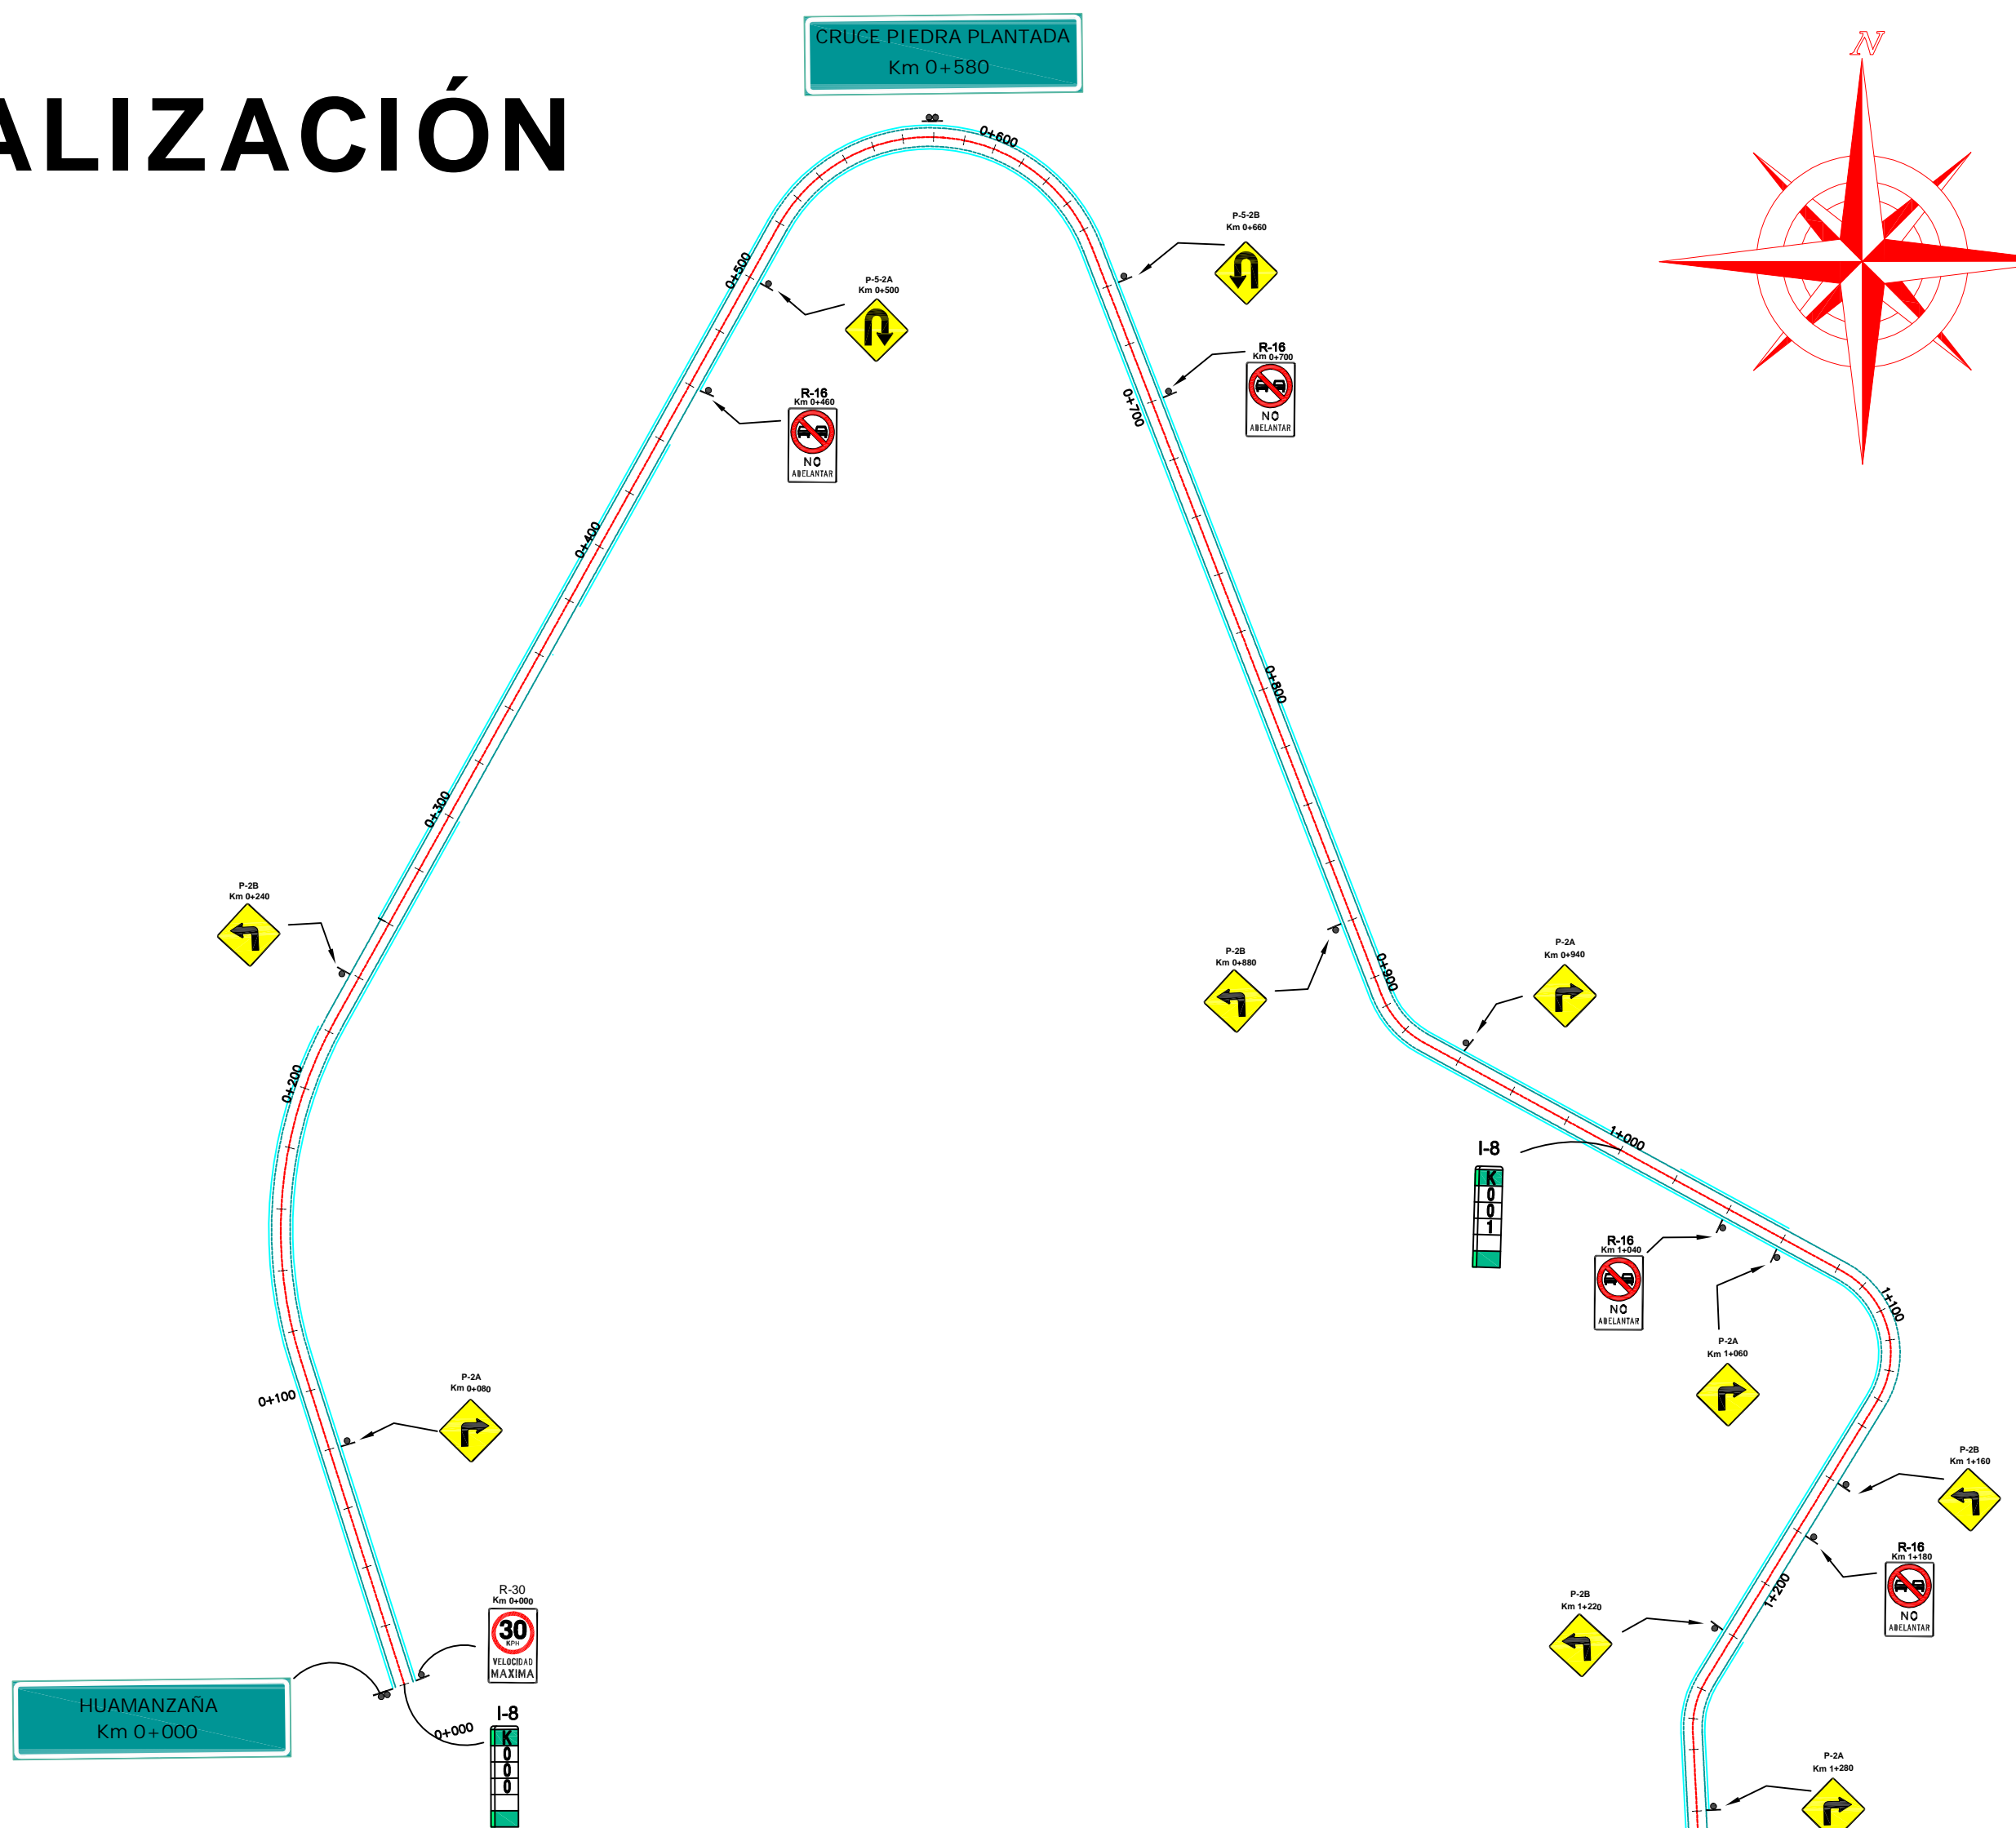 CRUCE PIEDRA PLANTADA
Km 0+580
N
ALIZACIÓN
0+600
P-5-2B
Km 0+660
0+500
P-5-2A
Km 0+500
R-16
Km 0+700
NO
ADELANTAR
R-16
Km 0+460
NO
ADELANTAR
0+700
0+400
0+800
0+300
P-2B
Km 0+240
P-2B
Km 0+880
0+900
P-2A
Km 0+940
0+200
1+000
I-8
K
0
0
1
R-16
Km 1+040
NO
ADELANTAR
1+100
P-2A
Km 1+060
0+100
P-2A
Km 0+080
P-2B
Km 1+160
R-16
Km 1+180
NO
ADELANTAR
1+200
P-2B
Km 1+220
R-30
Km 0+000
30
KPH
VELOCIDAD
MAXIMA
HUAMANZAÑA
Km 0+000
0+000
I-8
K
0
0
0
P-2A
Km 1+280